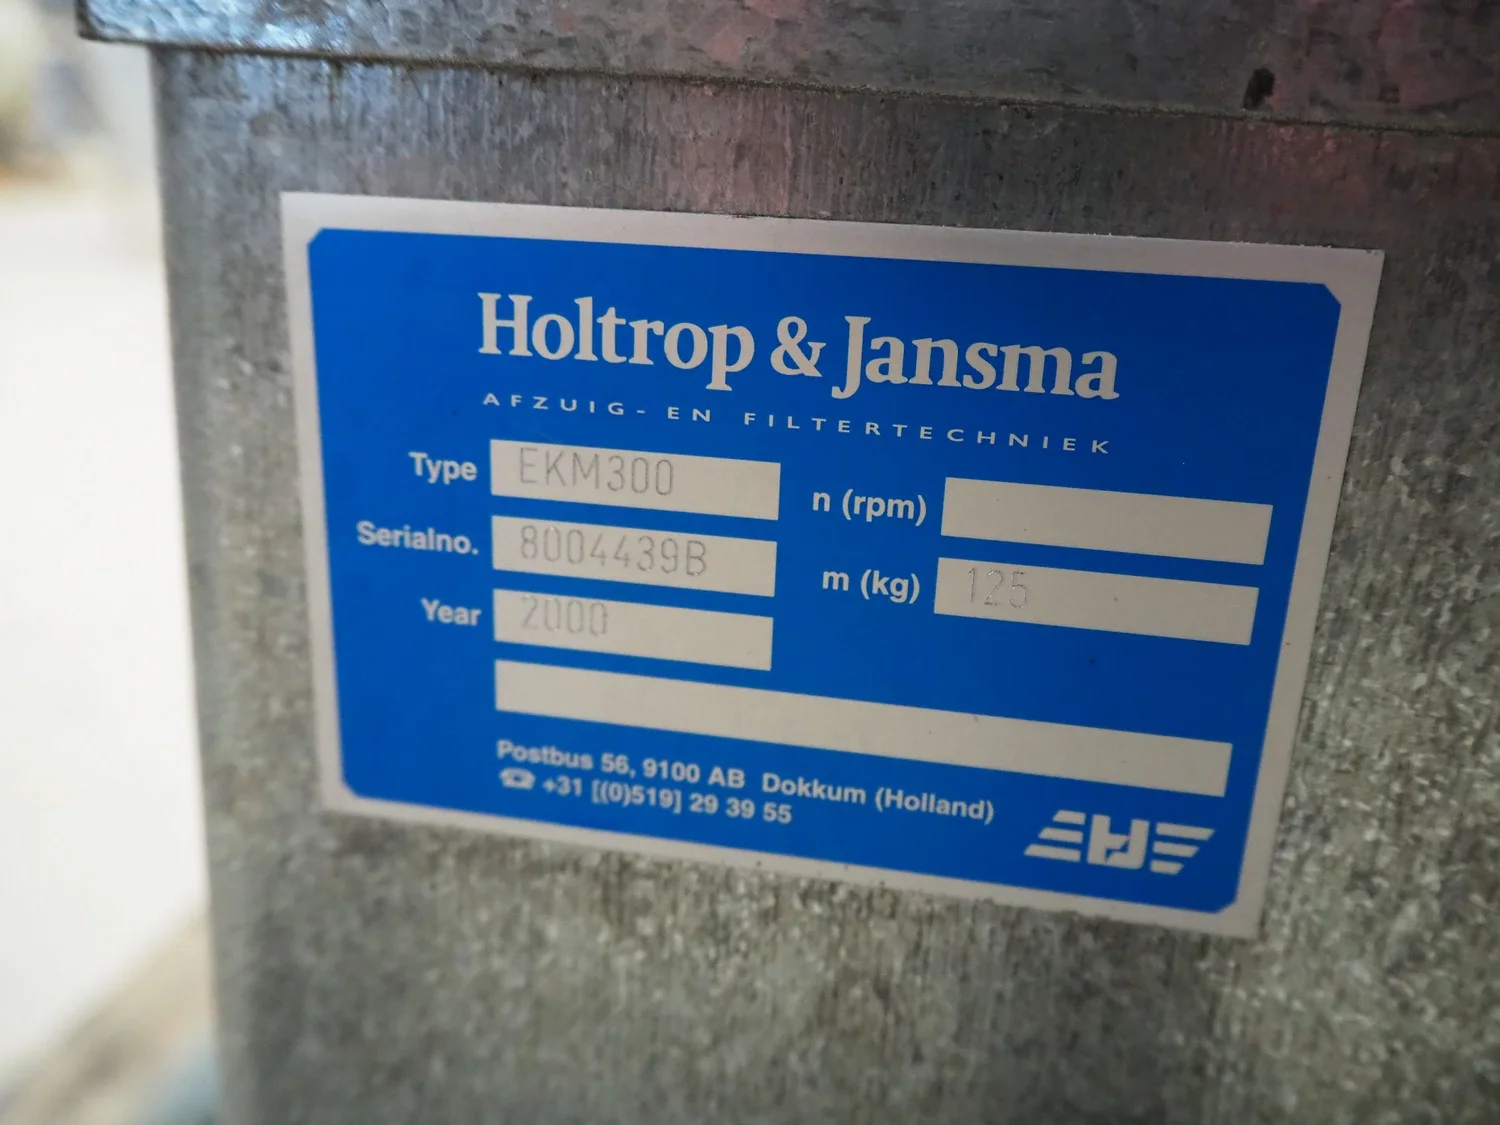 Holtrop & Jansma
AFZUIG- EN FILTERTECHNIEK
Type EKM300
n (rpm)
Serialno. 8004439B
m (kg) 125
Year 2000
Postbus 56, 9100 AB Dokkum (Holland)
☎ +31 [(0)519] 29 39 55